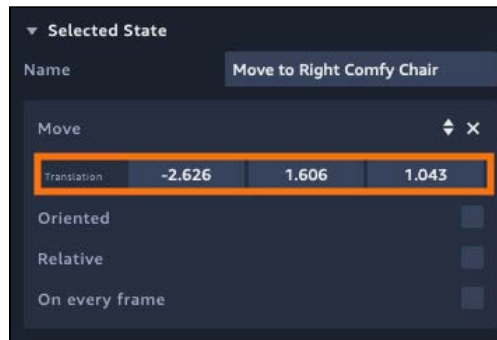 Selected State
Name Move to Right Comfy Chair
Move
Translation -2.626 1.606 1.043
Oriented
Relative
On every frame